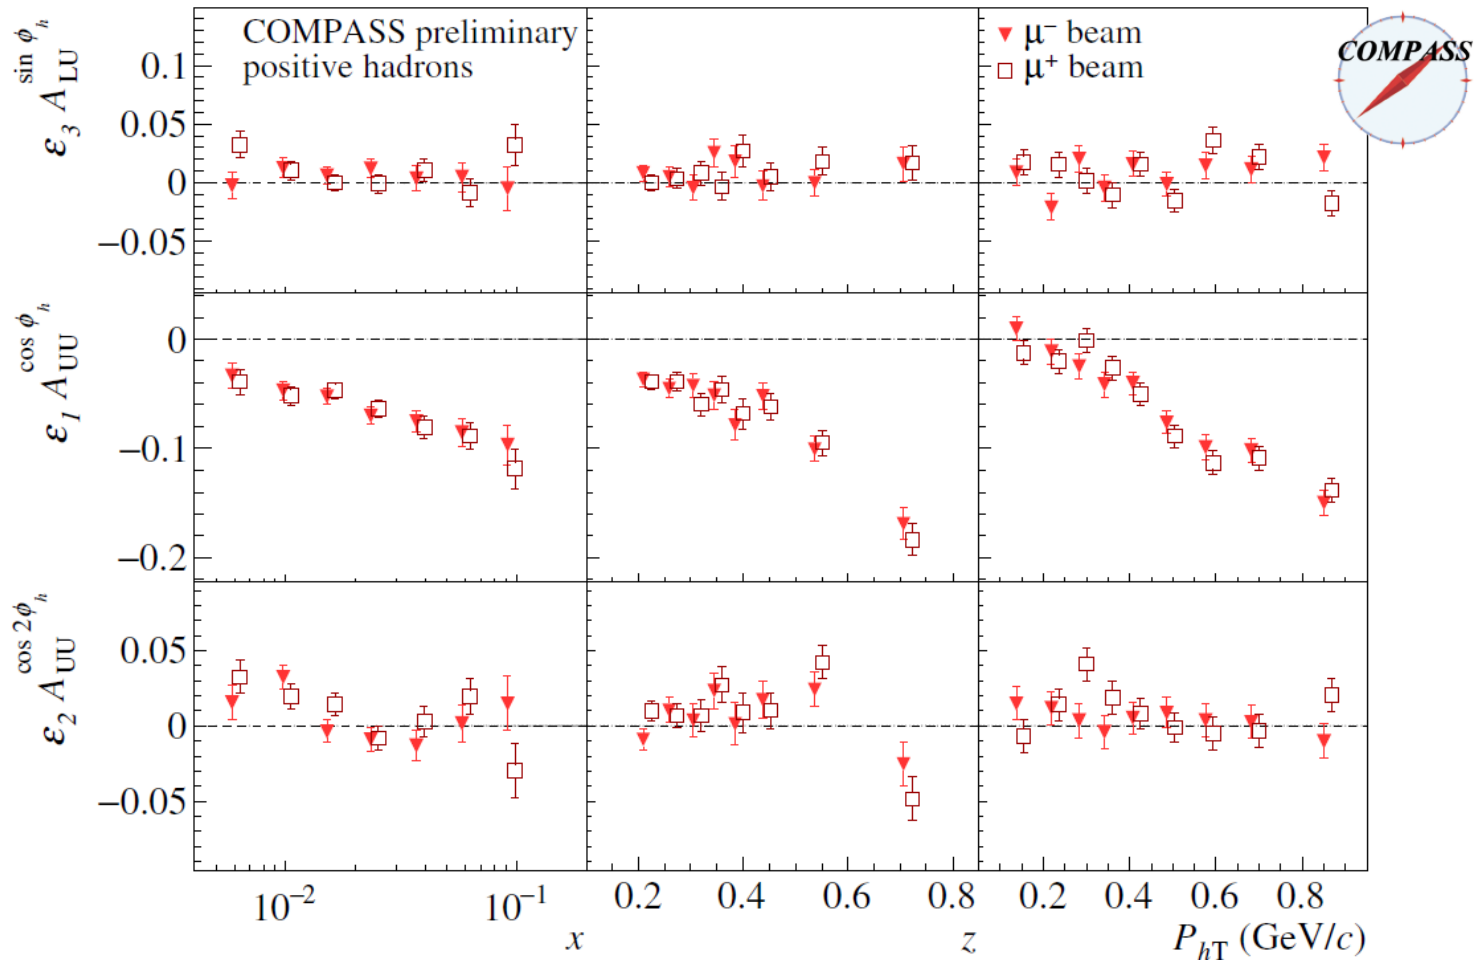 COMPASS preliminary
positive hadrons
μ⁻ beam
μ⁺ beam
COMPASS
ε₃ A_LU^sin ϕ_h
0.1
0.05
0
−0.05
ε₁ A_UU^cos ϕ_h
0
−0.1
−0.2
ε₂ A_UU^cos 2ϕ_h
0.05
0
−0.05
10⁻² 10⁻¹
0.2 0.4 0.6 0.8
0.2 0.4 0.6 0.8
x
z
P_hT (GeV/c)